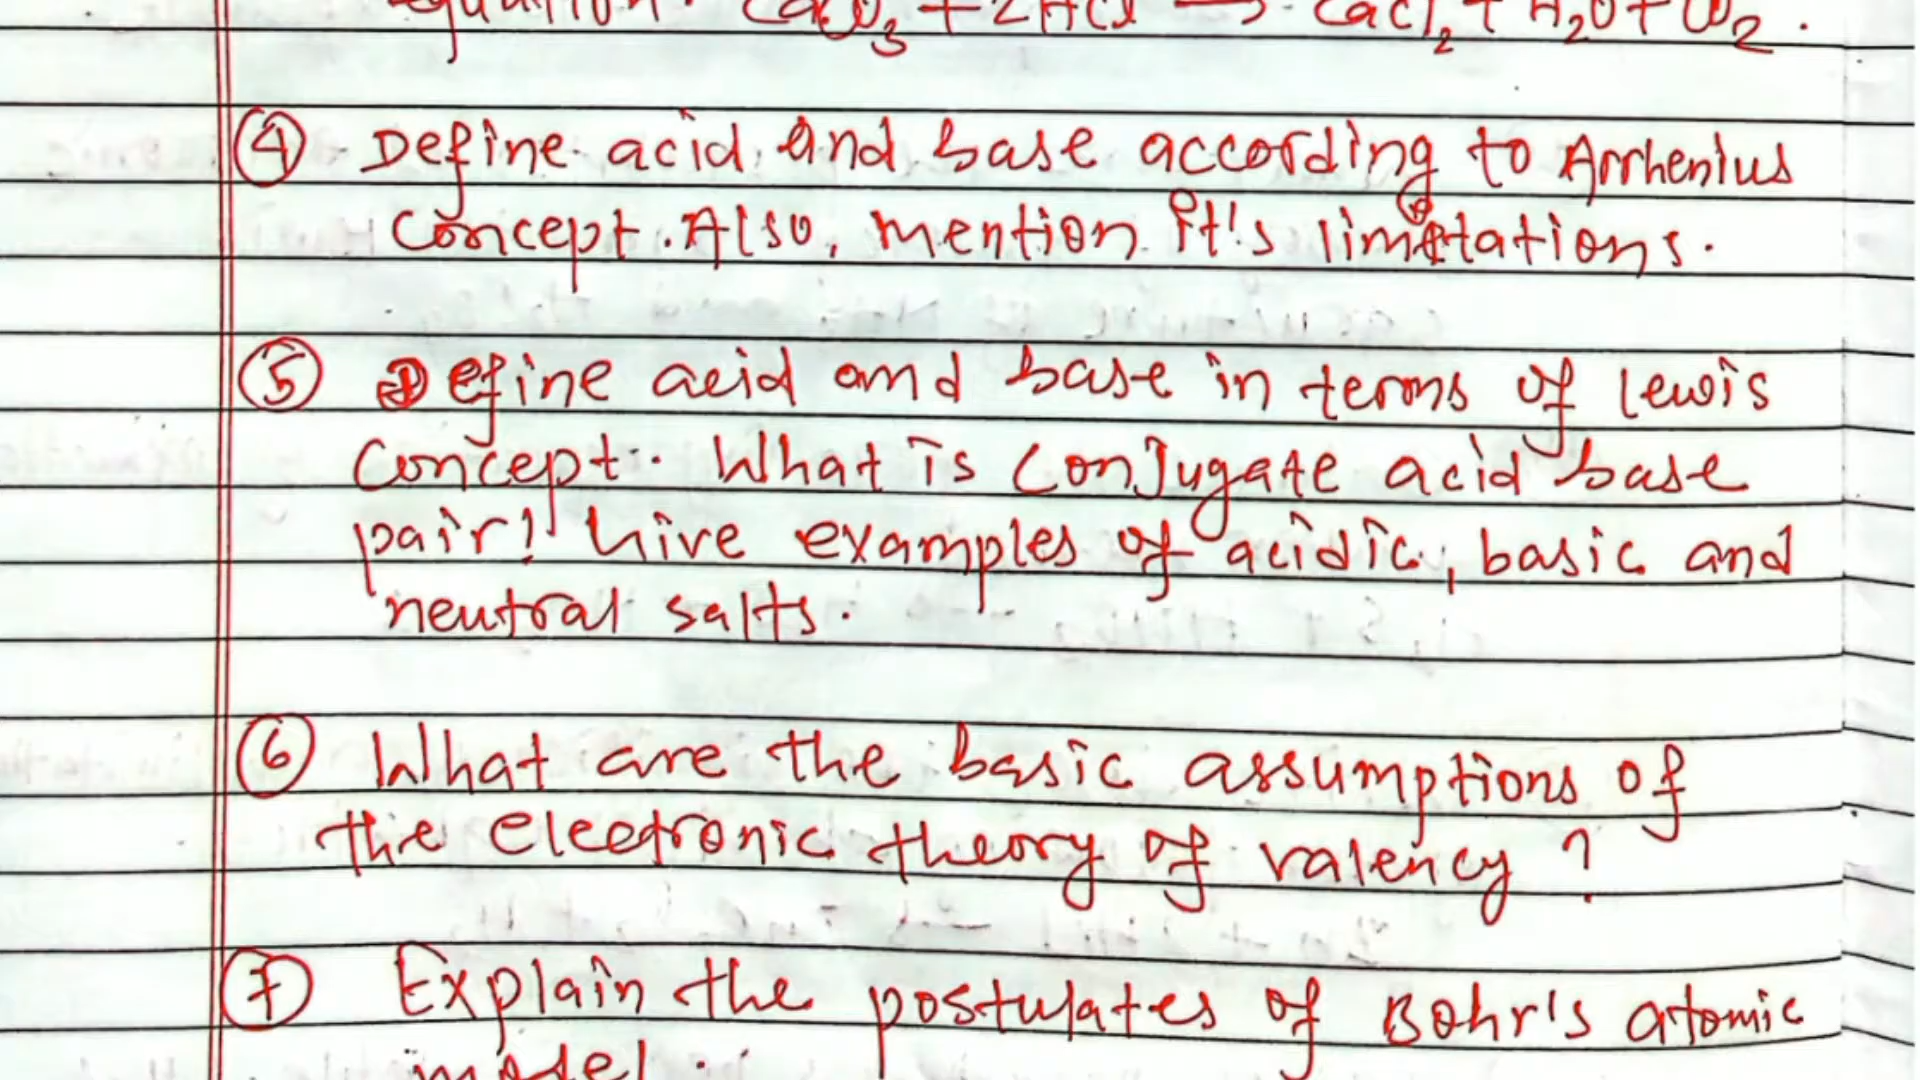 equation. CaCO3 + 2HCl → CaCl2 + H2O + CO2.
④ Define acid and base according to Arrhenius
concept. Also, mention it's limitations.
⑤ Define acid and base in terms of lewis
concept. What is conjugate acid base
pair? Give examples of acidic, basic and
neutral salts.
⑥ What are the basic assumptions of
the electronic theory of valency?
⑦ Explain the postulates of Bohr's atomic
model.